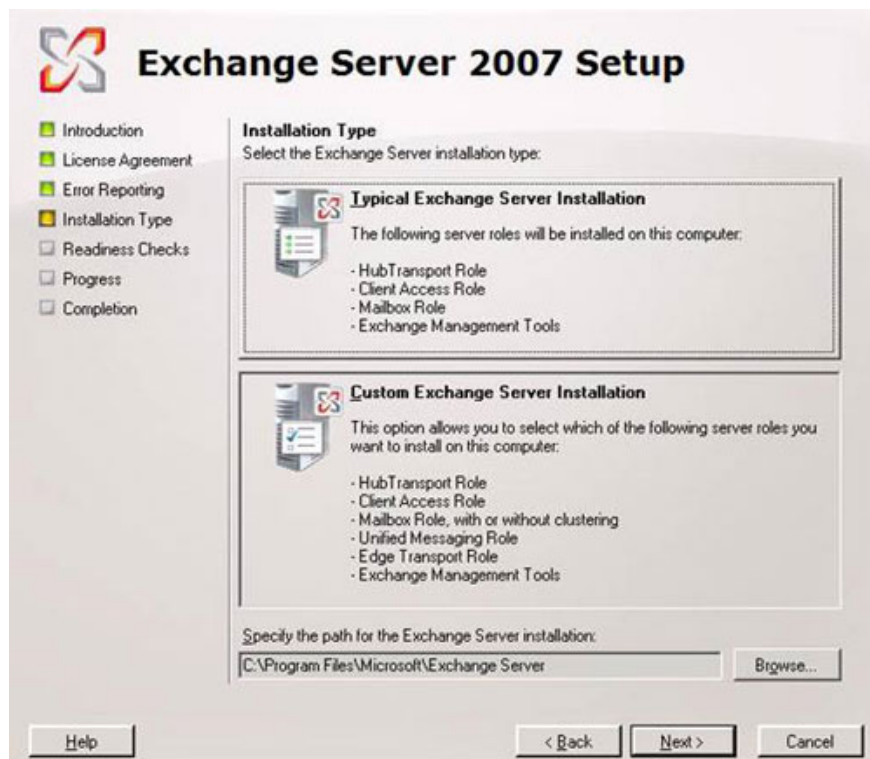 Exchange Server 2007 Setup
Introduction
License Agreement
Error Reporting
Installation Type
Readiness Checks
Progress
Completion
Installation Type
Select the Exchange Server installation type:
Typical Exchange Server Installation
The following server roles will be installed on this computer:
- HubTransport Role
- Client Access Role
- Mailbox Role
- Exchange Management Tools
Custom Exchange Server Installation
This option allows you to select which of the following server roles you
want to install on this computer:
- HubTransport Role
- Client Access Role
- Mailbox Role, with or without clustering
- Unified Messaging Role
- Edge Transport Role
- Exchange Management Tools
Specify the path for the Exchange Server installation:
C:\Program Files\Microsoft\Exchange Server
Browse...
Help
< Back
Next >
Cancel